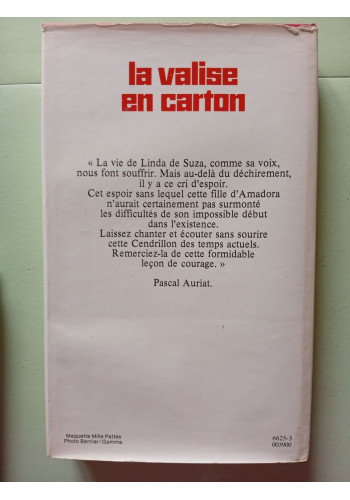 la valise
en carton
« La vie de Linda de Suza, comme sa voix,
nous font souffrir. Mais au-delà du déchirement,
il y a ce cri d'espoir.
Cet espoir sans lequel cette fille d'Amadora
n'aurait certainement pas surmonté
les difficultés de son impossible début
dans l'existence.
Laissez chanter et écouter sans sourire
cette Cendrillon des temps actuels.
Remerciez-la de cette formidable
leçon de courage. »
Pascal Auriat.
Maquette Mille Pattes
Photo Bernier / Gamma
6625-3
003900